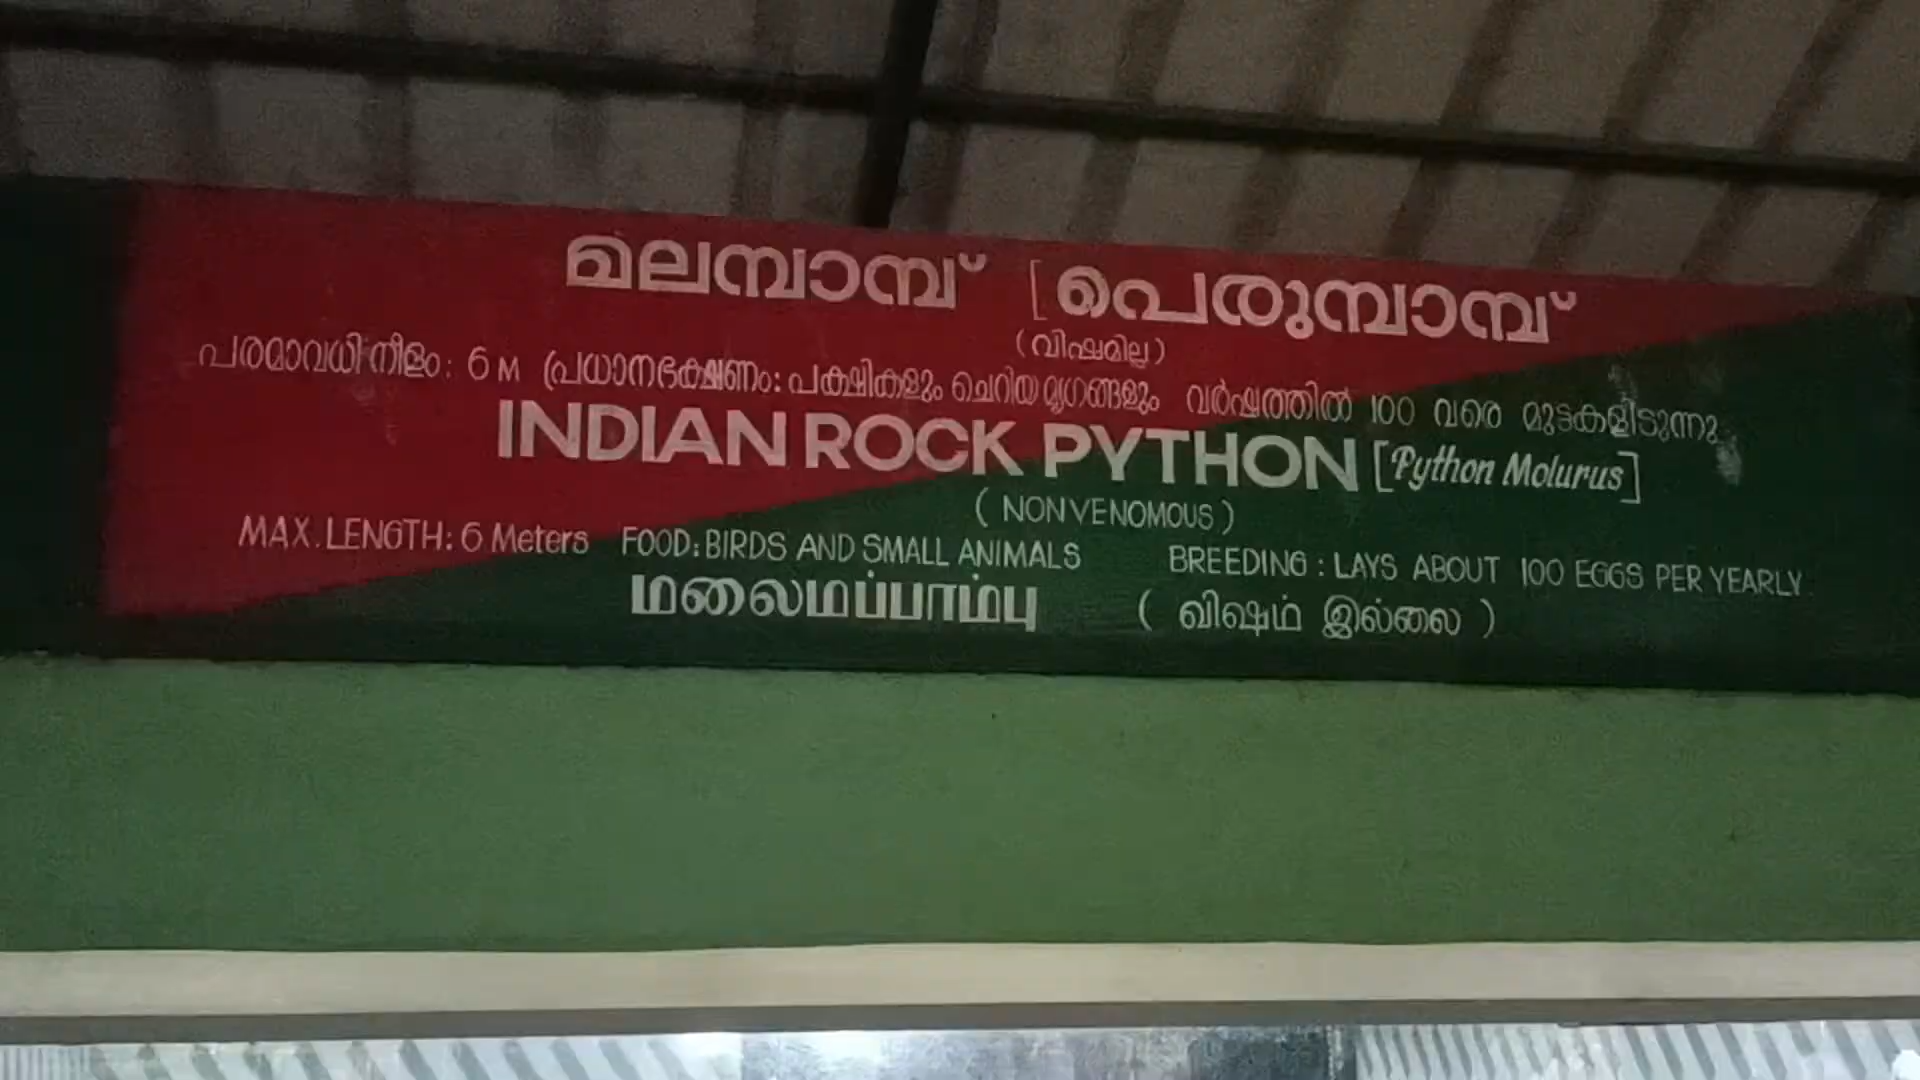 മലമ്പാമ്പ് [പെരുമ്പാമ്പ്
(വിഷമില്ല)
പരമാവധി നീളം: 6 M പ്രധാനഭക്ഷണം: പക്ഷികളും ചെറിയ മൃഗങ്ങളും വർഷത്തിൽ 100 വരെ മുട്ടകളിടുന്നു
INDIAN ROCK PYTHON [Python Molurus]
(NONVENOMOUS)
MAX. LENGTH: 6 Meters FOOD: BIRDS AND SMALL ANIMALS BREEDING: LAYS ABOUT 100 EGGS PER YEARLY
மலைமப்பாம்பு (விஷம் இல்லை)